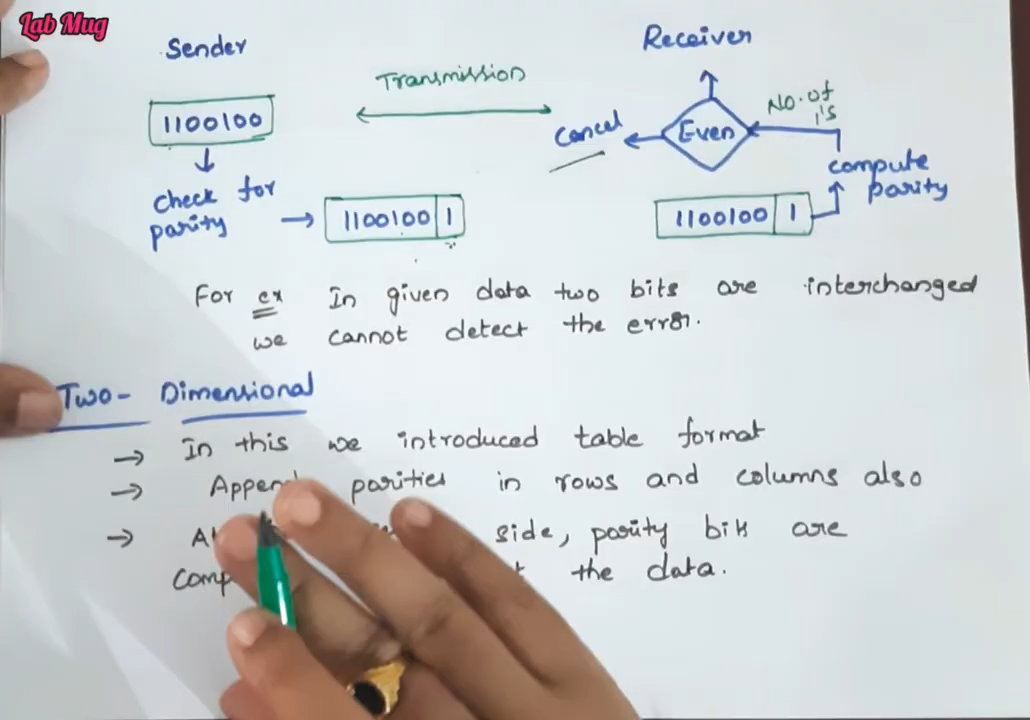 Lab Mug
Sender
Receiver
Transmission
1100100
Cancel
Even
No. of
1's
check for
parity
1100100 1
1100100 1
compute
parity
For ex In given data two bits are interchanged
we cannot detect the error.
Two- Dimensional
→ In this we introduced table format
→ parities in rows and columns also
→ side, parity bits are
the data.